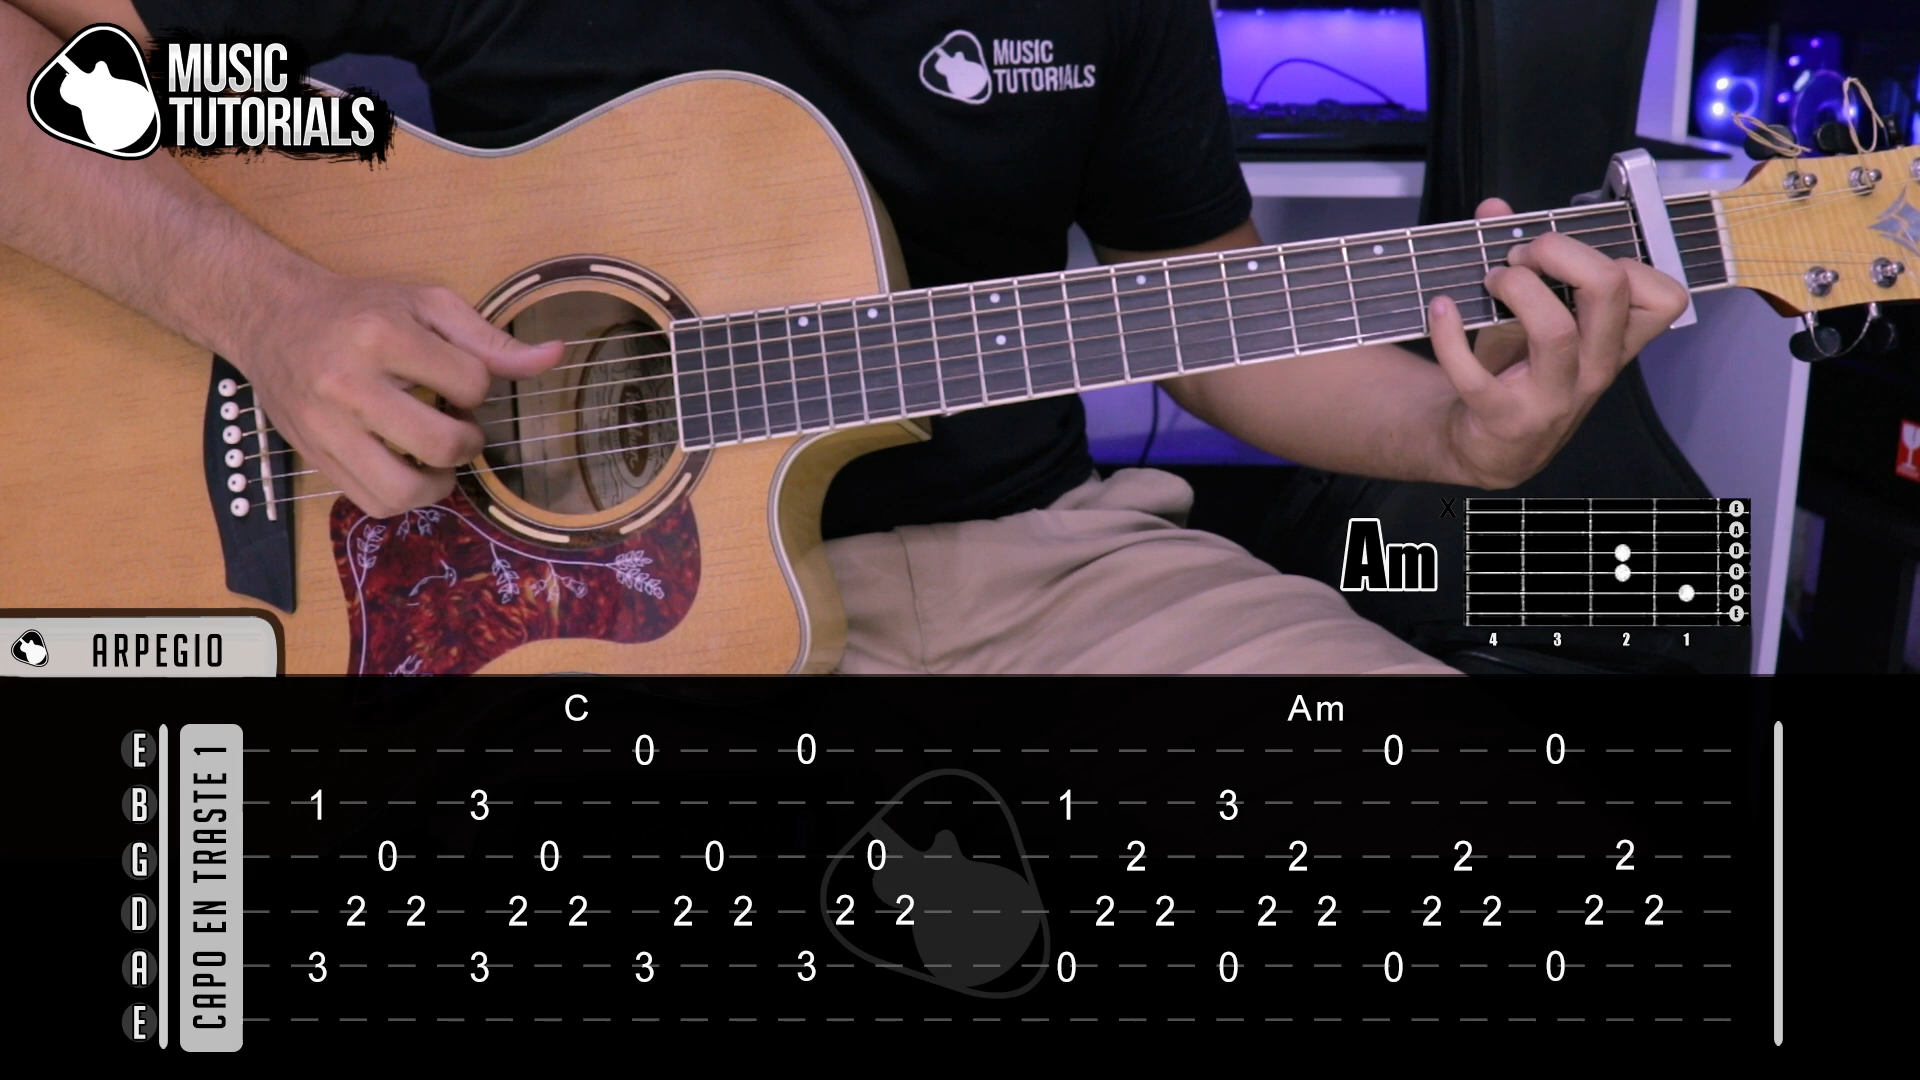 MUSIC
TUTORIALS
MUSIC
TUTORIALS
Am
X
E
A
D
G
B
E
4 3 2 1
ARPEGIO
C Am
CAPO EN TRASTE 1
E 0 0 0 0
B 1 3 1 3
G 0 0 0 0 2 2 2 2
D 2 2 2 2 2 2 2 2 2 2 2 2 2 2 2 2
A 3 3 3 3 0 0 0 0
E